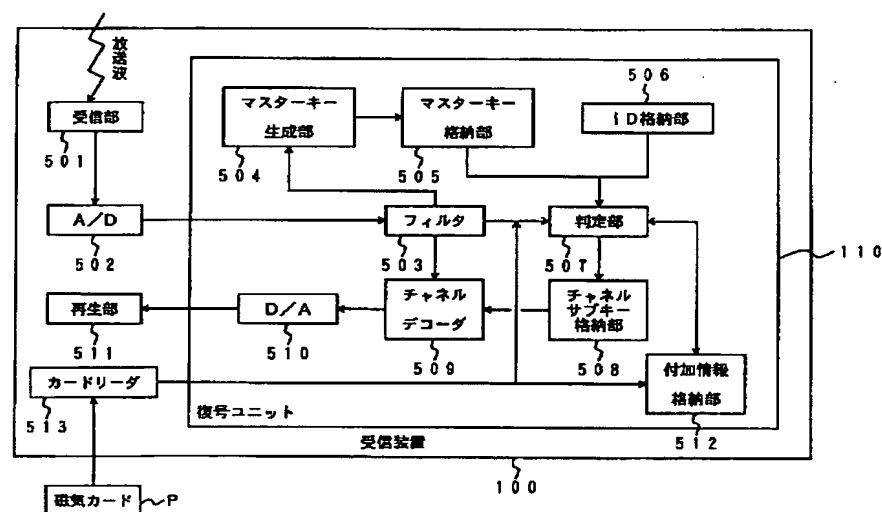 放送波
受信部
501
A/D
502
再生部
511
カードリーダ
513
磁気カード
P
マスターキー
生成部
504
マスターキー
格納部
505
506
ID格納部
フィルタ
503
判定部
507
チャネル
デコーダ
509
D/A
510
チャネル
サブキー
格納部
508
付加情報
格納部
512
復号ユニット
110
受信装置
100